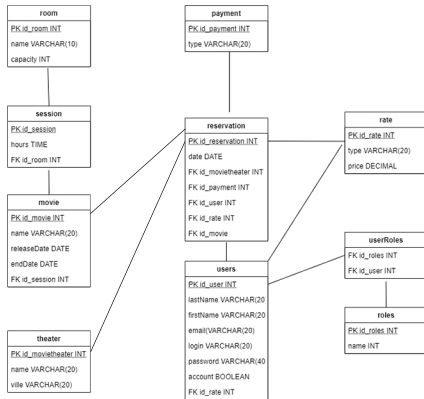 room
PK id_room INT
name VARCHAR(10)
capacity INT
payment
PK id_payment INT
type VARCHAR(20)
session
PK id_session
hours TIME
FK id_room INT
reservation
PK id_reservation INT
date DATE
FK id_movietheater INT
FK id_payment INT
FK id_user INT
FK id_rate INT
FK id_movie
rate
PK id_rate INT
type VARCHAR(20)
price DECIMAL
movie
PK id_movie INT
name VARCHAR(20)
releaseDate DATE
endDate DATE
FK id_session INT
userRoles
FK id_roles INT
FK id_user INT
users
PK id_user INT
lastName VARCHAR(20
firstName VARCHAR(20
email(VARCHAR(20)
login VARCHAR(20)
password VARCHAR(40
account BOOLEAN
FK id_rate INT
roles
PK id_roles INT
name INT
theater
PK id_movietheater INT
name VARCHAR(20)
ville VARCHAR(20)